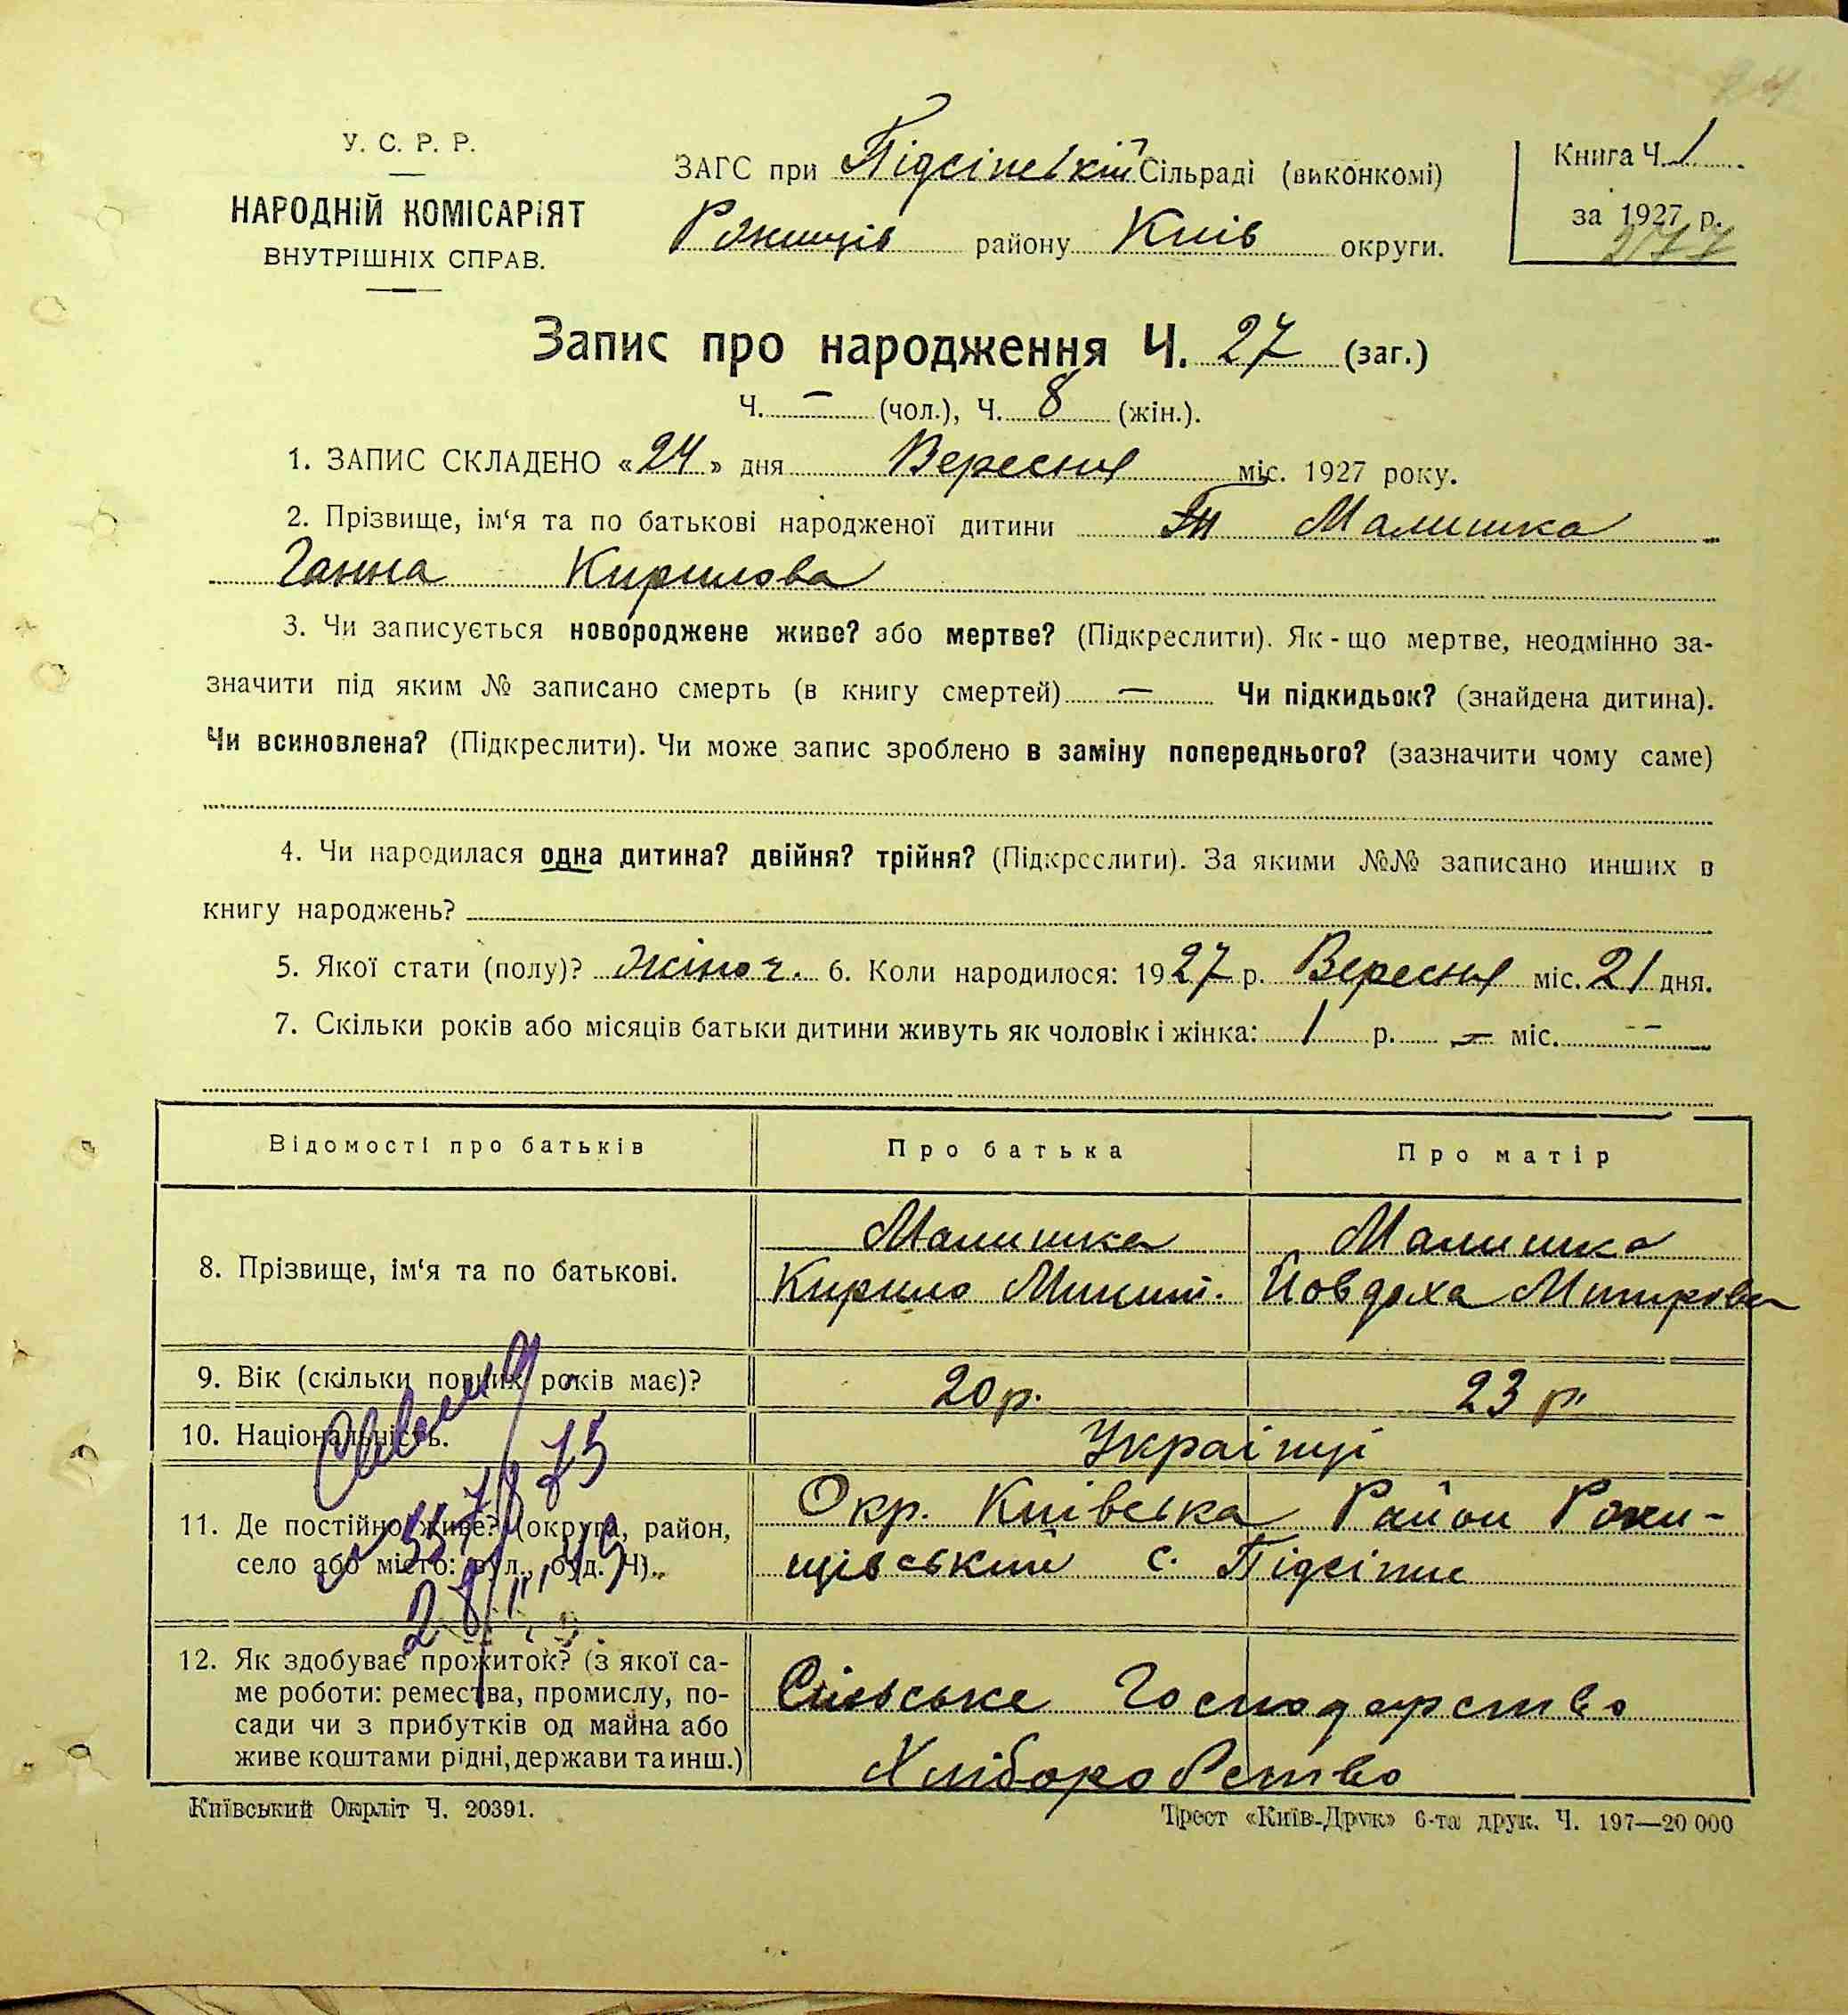 У. С. Р. Р.
НАРОДНІЙ КОМІСАРІЯТ
ВНУТРІШНІХ СПРАВ.
ЗАГС при Підсінській Сільраді (виконкомі)
Рожищів району Київ округи.
Книга Ч. 1
за 1927 р.
277
Запис про народження Ч. 27 (заг.)
Ч. — (чол.), Ч. 8 (жін.).
1. ЗАПИС СКЛАДЕНО «24» дня Вересня міс. 1927 року.
2. Прізвище, ім‘я та по батькові народженої дитини Малишка
Ганна Кирилова
3. Чи записується новороджене живе? або мертве? (Підкреслити). Як-що мертве, неодмінно за-
значити під яким № записано смерть (в книгу смертей) — Чи підкидьок? (знайдена дитина).
Чи всиновлена? (Підкреслити). Чи може запис зроблено в заміну попереднього? (зазначити чому саме)
4. Чи народилася одна дитина? двійня? трійня? (Підкреслити). За якими №№ записано инших в
книгу народжень?
5. Якої стати (полу)? жіноч. 6. Коли народилося: 1927 р. Вересня міс. 21 дня.
7. Скільки років або місяців батьки дитини живуть як чоловік і жінка: 1 р. — міс. —
Відомості про батьків Про батька Про матір
8. Прізвище, ім‘я та по батькові.
Малишка Малишка
Кирило Микит. Йовдоха Митрова
9. Вік (скільки повних років має)? 20 р. 23 р.
10. Національність. Українці
11. Де постійно живе? (округа, район,
село або місто: вул., буд. Ч).
Окр. Київська Район Рожи-
щівський с. Підсінне
12. Як здобуває прожиток? (з якої са-
ме роботи: ремества, промислу, по-
сади чи з прибутків од майна або
живе коштами рідні, держави та инш.)
Сільське Господарство
Хліборобство
Київський Окрліт Ч. 20391.
Трест «Київ-Друк» 6-та друк. Ч. 197—20 000